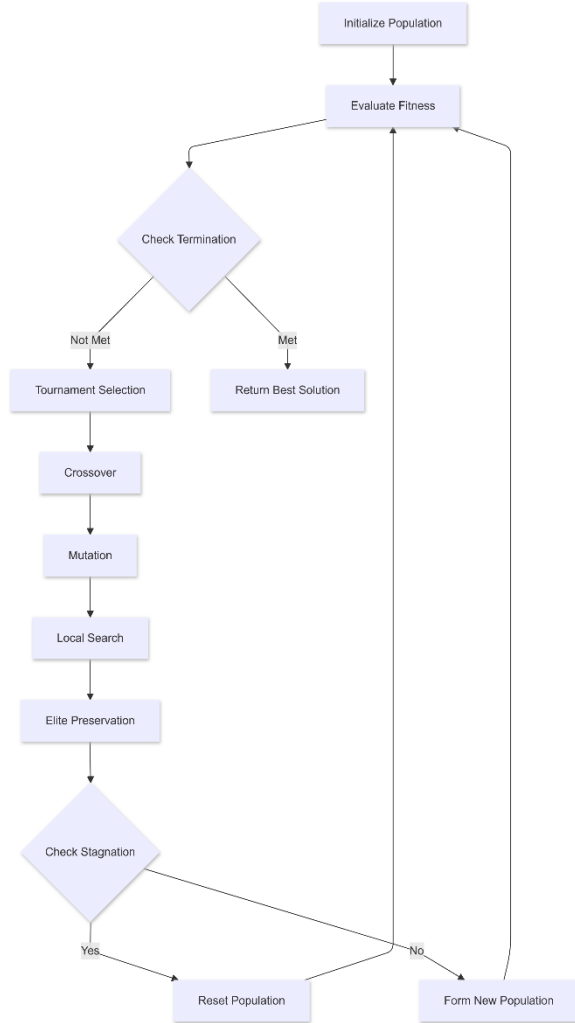 Initialize Population
Evaluate Fitness
Check Termination
Not Met
Met
Tournament Selection
Return Best Solution
Crossover
Mutation
Local Search
Elite Preservation
Check Stagnation
Yes
No
Reset Population
Form New Population